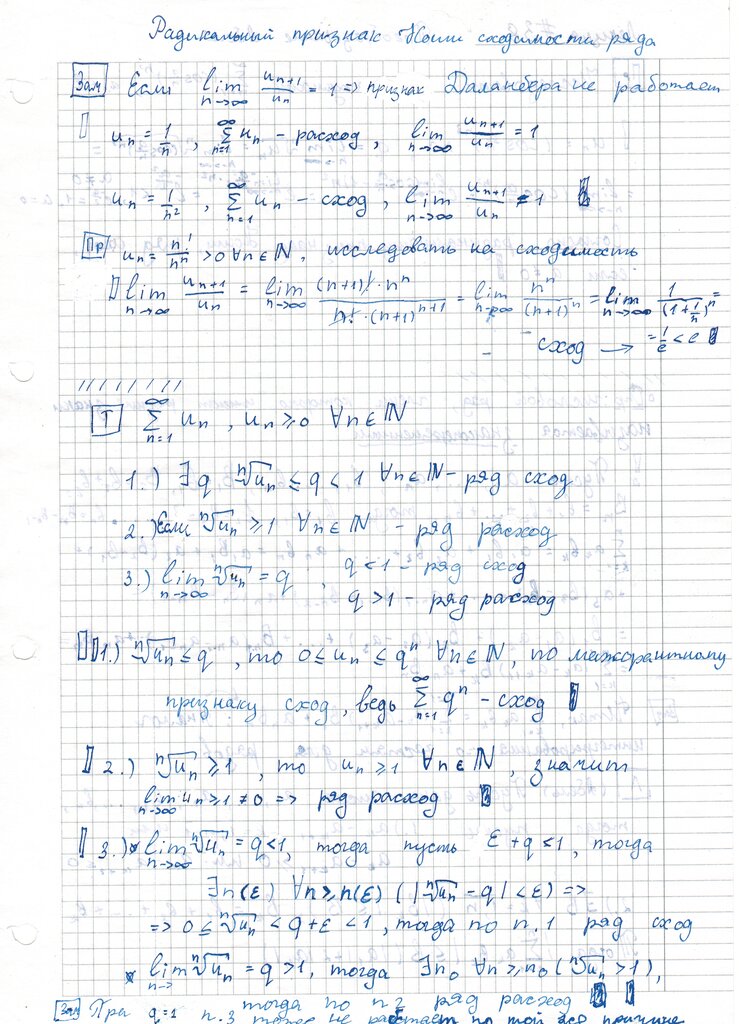 Радикальный признак Коши сходимости ряда
Зам Если lim n→∞ u_{n+1}/u_n = 1 => признак Даланбера не работает
▯ u_n = 1/n , ∑_{n=1}^∞ u_n – расход , lim n→∞ u_{n+1}/u_n = 1
u_n = 1/n² , ∑_{n=1}^∞ u_n – сход , lim n→∞ u_{n+1}/u_n = 1 ▮
Пр u_n = n!/n^n > 0 ∀n∈ℕ, исследовать на сходимость
▯ lim n→∞ u_{n+1}/u_n = lim n→∞ (n+1)! · n^n / n! · (n+1)^{n+1} = lim n→∞ n^n/(n+1)^n = lim n→∞ 1/(1+1/n)^n =
сход → = 1/e < e ▮
T ∑_{n=1}^∞ u_n , u_n ≥ 0 ∀n∈ℕ
1.) ∃q ⁿ√u_n ≤ q < 1 ∀n∈ℕ – ряд сход
2.) Если ⁿ√u_n ≥ 1 ∀n∈ℕ – ряд расход
3.) lim n→∞ ⁿ√u_n = q , q < 1 – ряд сход
q > 1 – ряд расход
▯▯ 1.) ⁿ√u_n ≤ q , то 0 ≤ u_n ≤ q^n ∀n∈ℕ, по мажорантному
признаку сход, ведь ∑_{n=1}^∞ q^n – сход ▮
▯ 2.) ⁿ√u_n ≥ 1 , то u_n ≥ 1 ∀n∈ℕ , значит
lim n→∞ u_n ≥ 1 ≠ 0 => ряд расход ▮
▯ 3.) • lim n→∞ ⁿ√u_n = q < 1, тогда пусть ε + q < 1 , тогда
∃n(ε) ∀n ≥ n(ε) (|ⁿ√u_n – q| < ε) =>
=> 0 ≤ ⁿ√u_n < q + ε < 1 , тогда по п.1 ряд сход
• lim n→ ⁿ√u_n = q > 1, тогда ∃n₀ ∀n ≥ n₀ (ⁿ√u_n > 1),
тогда по п 2 ряд расход ▮ ▮
Зам При q=1 п.3 тоже не работает по той же причине